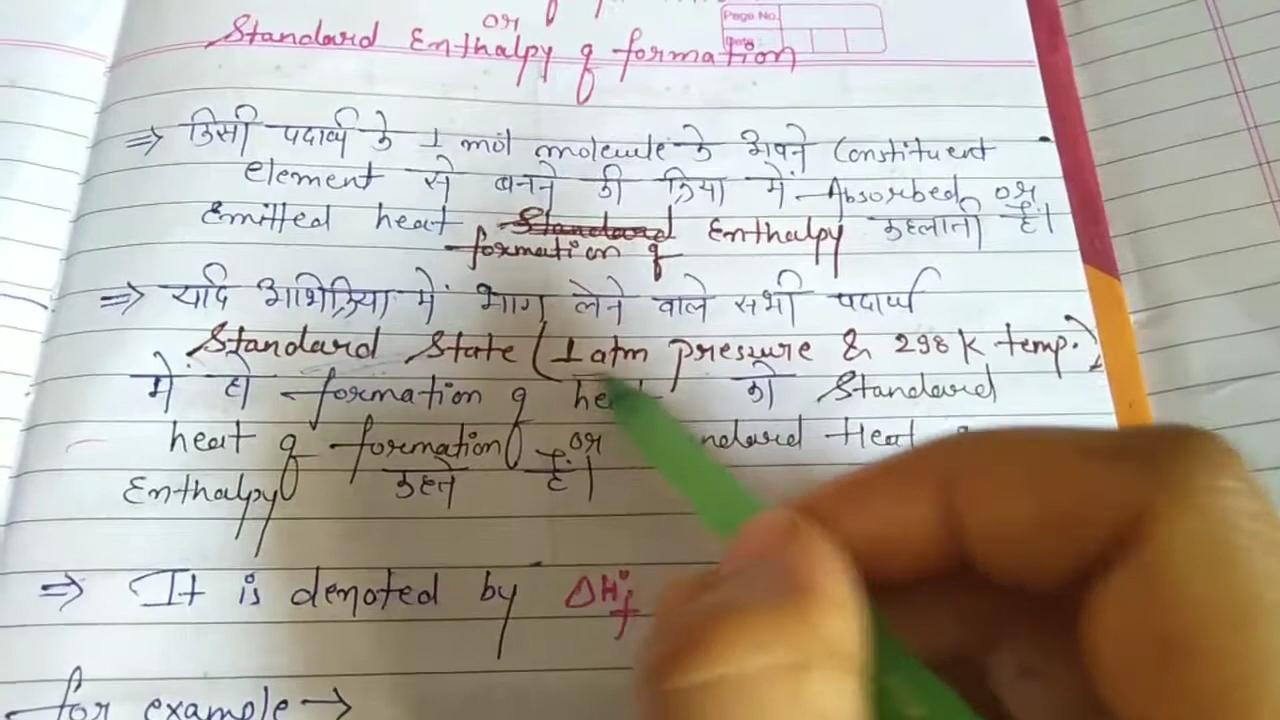 or
Page No.
Standard Enthalpy of formation
Date
⇒ किसी पदार्थ के 1 mol molecule के अपने Constituent
element से बनने की क्रिया में Absorbed or
Emitted heat Standard Enthalpy कहलाती है।
formation of
⇒ यदि अभिक्रिया में भाग लेने वाले सभी पदार्थ
Standard State (1 atm pressure & 298 K temp.)
में हो formation of को Standard
heat of formation or Heat
Enthalpy कहते है।
⇒ It is denoted by ΔH°f
for example →